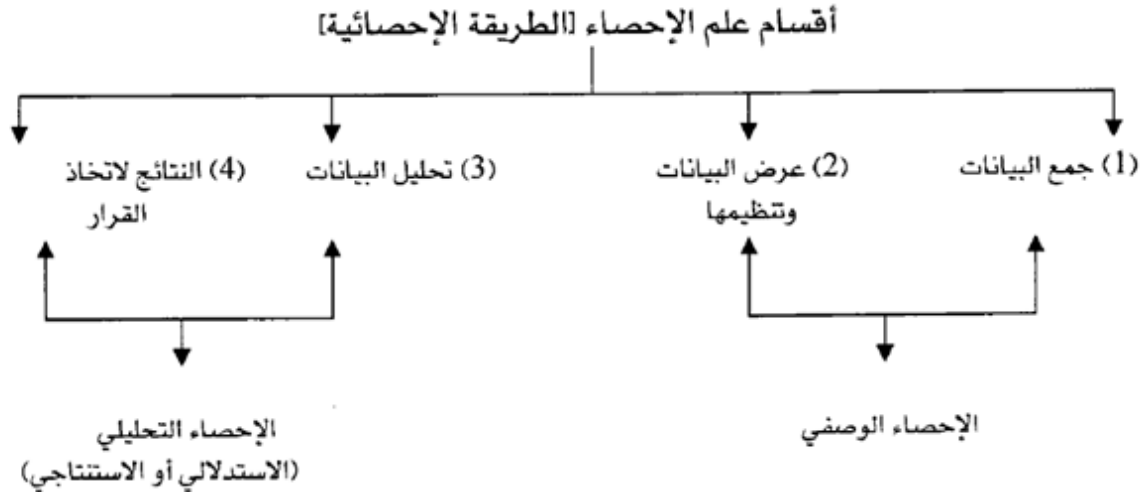 أقسام علم الإحصاء [الطريقة الإحصائية]
(1) جمع البيانات
(2) عرض البيانات
وتنظيمها
(3) تحليل البيانات
(4) النتائج لاتخاذ
القرار
الإحصاء الوصفي
الإحصاء التحليلي
(الاستدلالي أو الاستنتاجي)